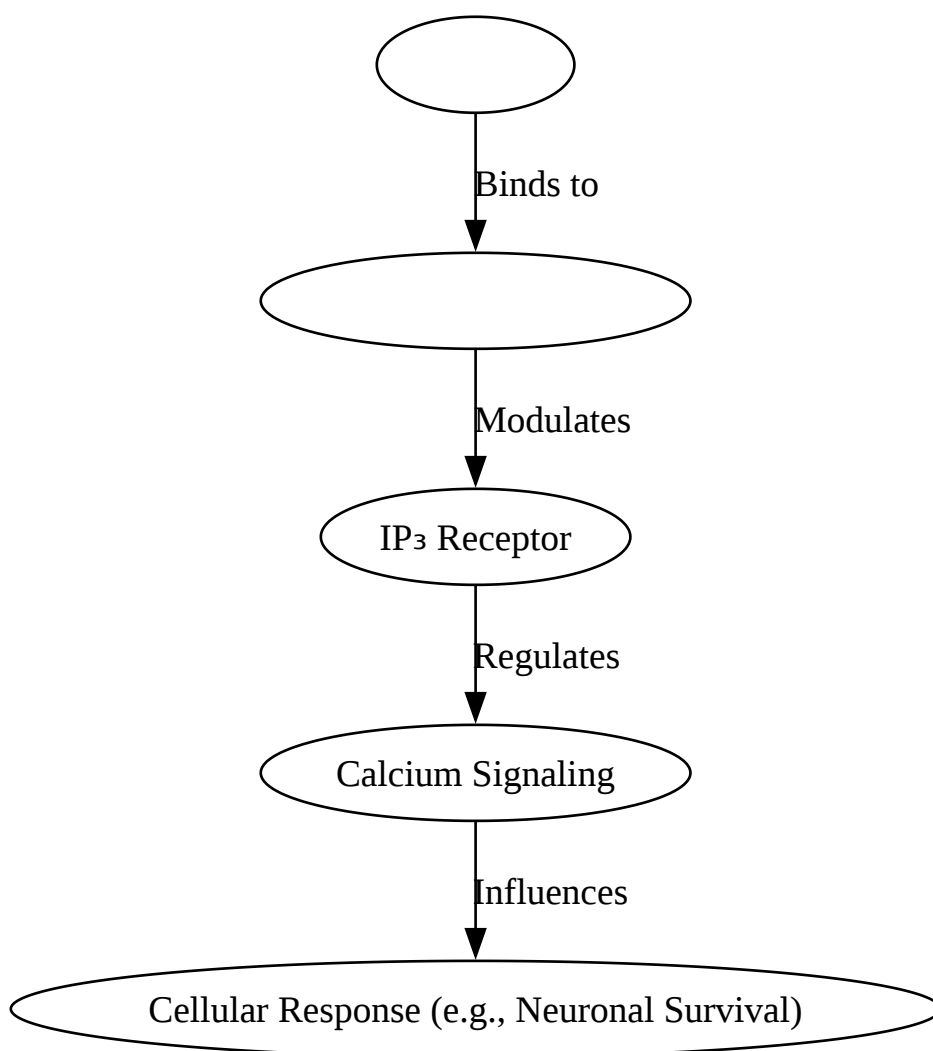 Binds to
Modulates
IP₃ Receptor
Regulates
Calcium Signaling
Influences
Cellular Response (e.g., Neuronal Survival)